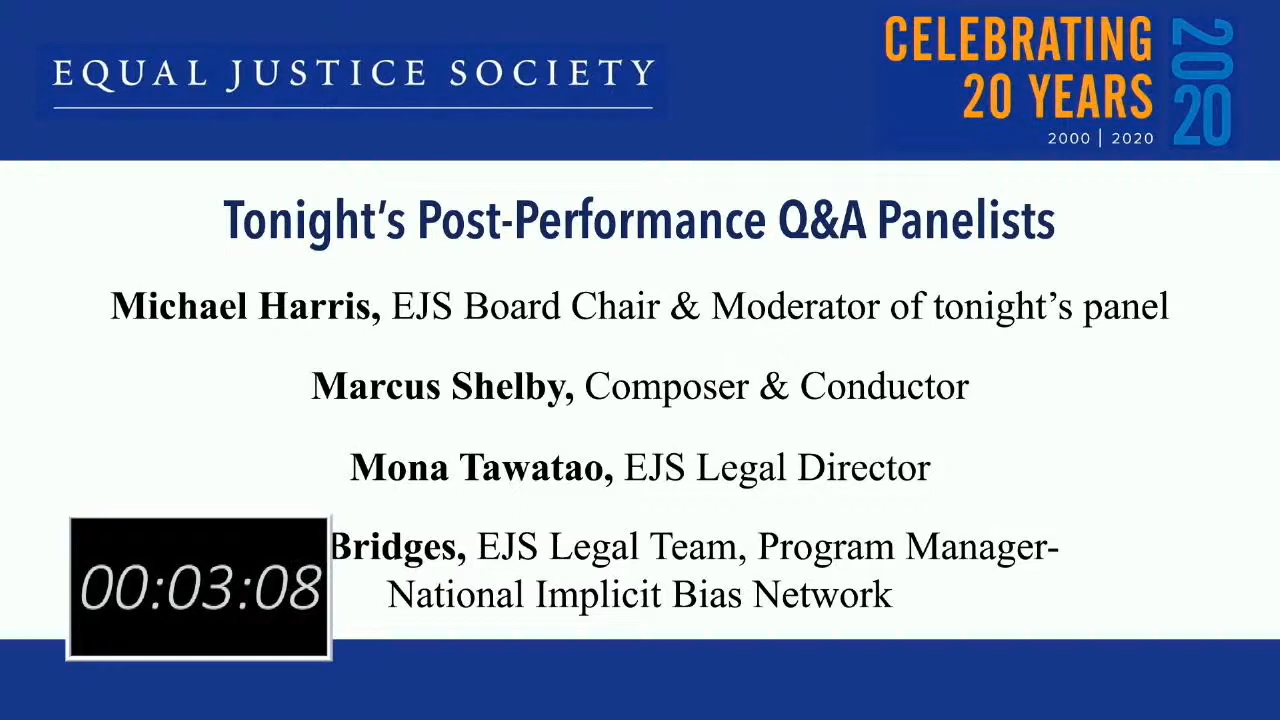 EQUAL JUSTICE SOCIETY
CELEBRATING
20 YEARS
2000 | 2020
2020
Tonight’s Post-Performance Q&A Panelists
Michael Harris, EJS Board Chair & Moderator of tonight’s panel
Marcus Shelby, Composer & Conductor
Mona Tawatao, EJS Legal Director
Bridges, EJS Legal Team, Program Manager-
National Implicit Bias Network
00:03:08